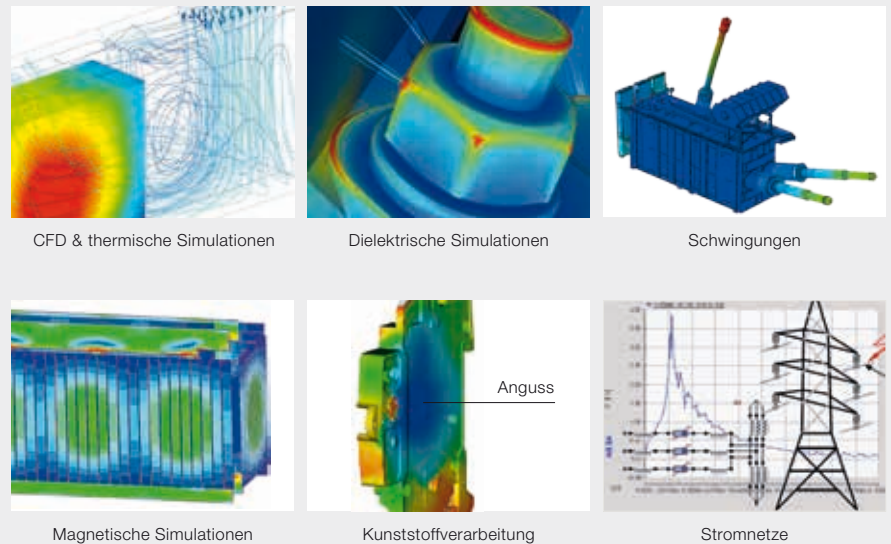 CFD & thermische Simulationen
Dielektrische Simulationen
Schwingungen
Anguss
Magnetische Simulationen
Kunststoffverarbeitung
Stromnetze